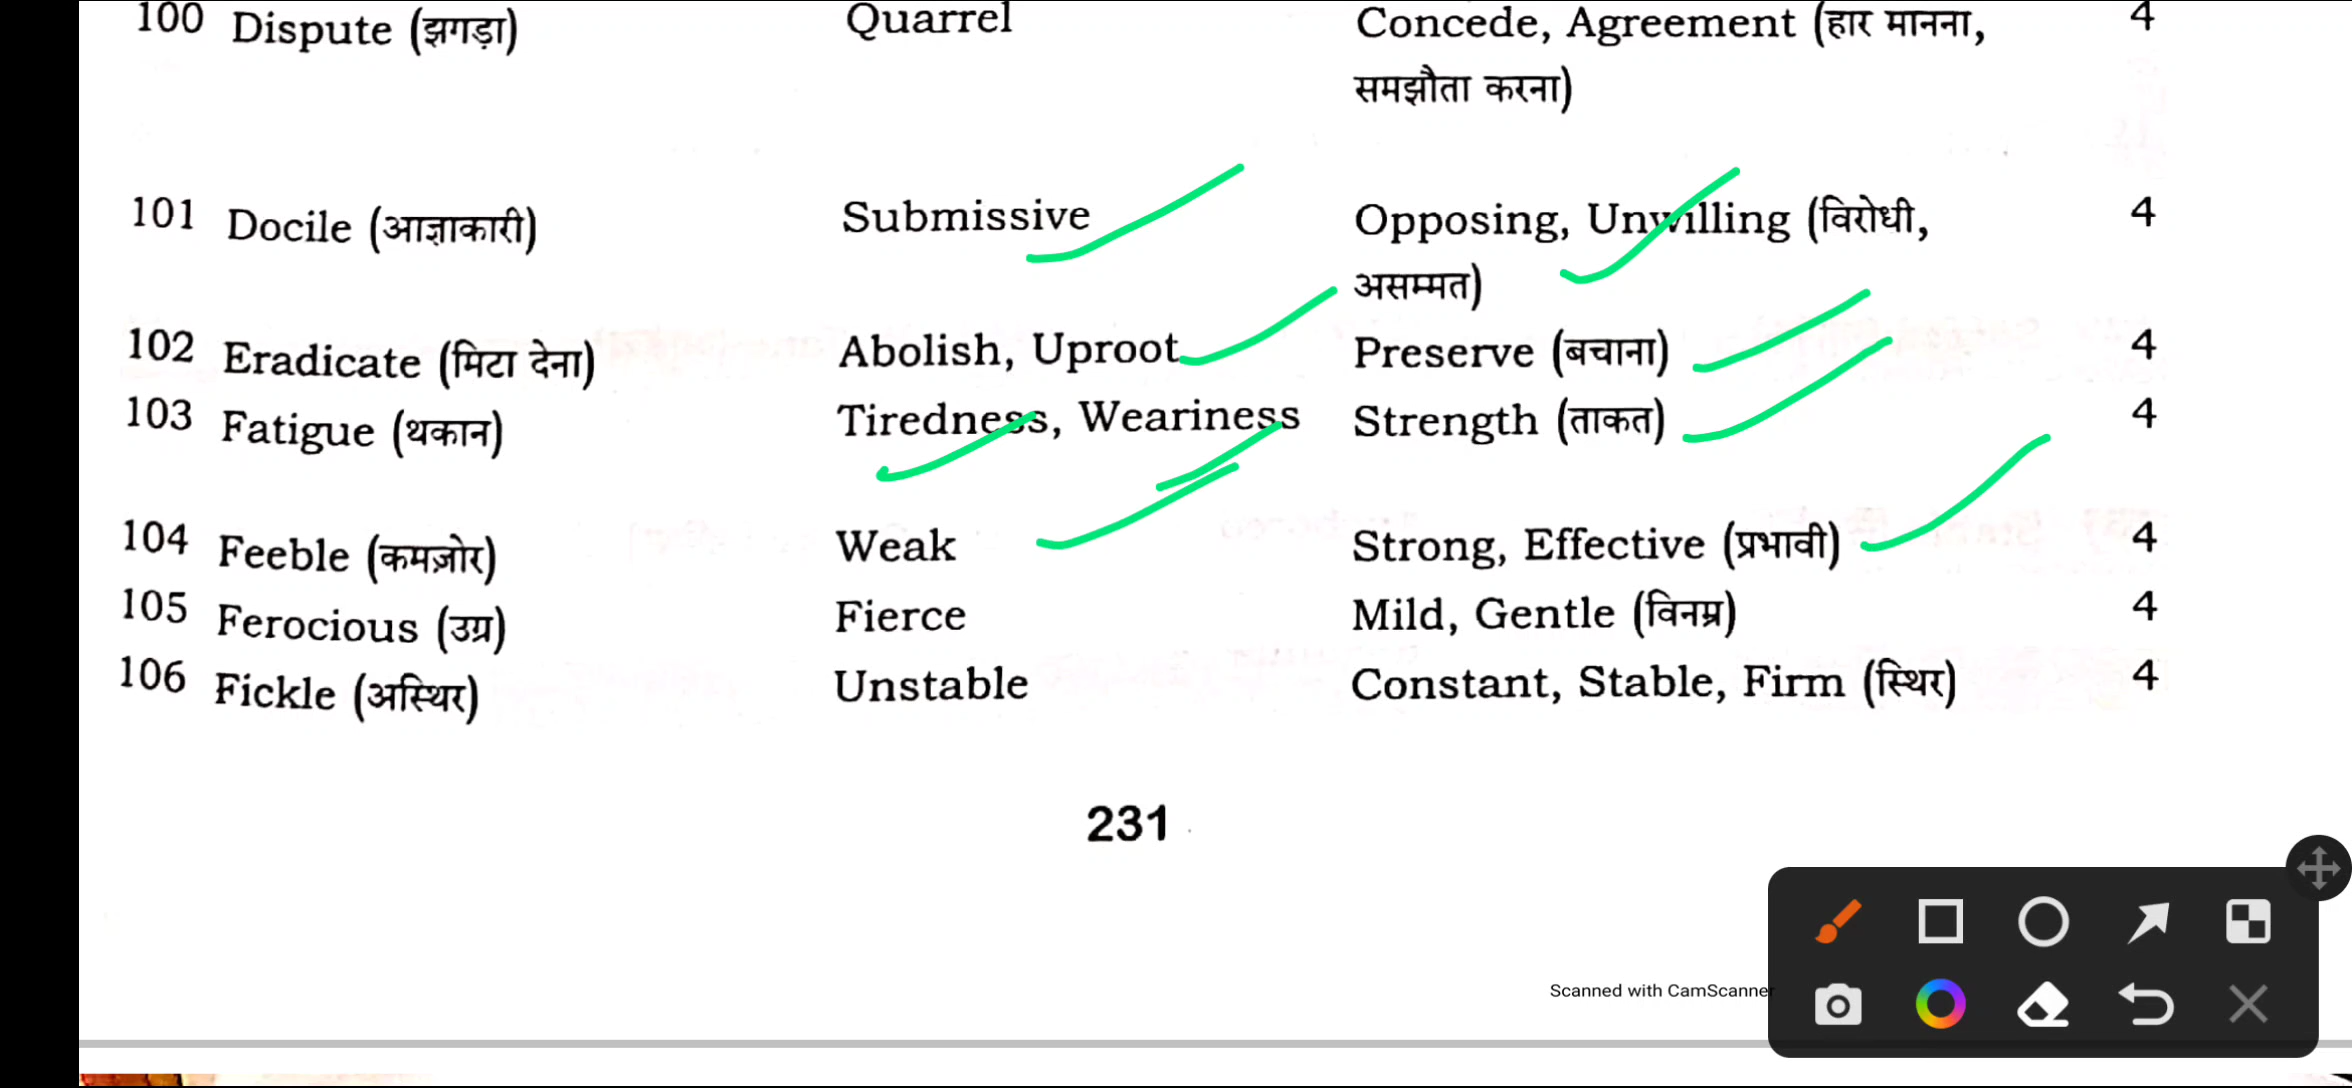 100 Dispute (झगड़ा) Quarrel Concede, Agreement (हार मानना, 4
समझौता करना)
101 Docile (आज्ञाकारी) Submissive Opposing, Unwilling (विरोधी, 4
असम्मत)
102 Eradicate (मिटा देना) Abolish, Uproot Preserve (बचाना) 4
103 Fatigue (थकान) Tiredness, Weariness Strength (ताकत) 4
104 Feeble (कमज़ोर) Weak Strong, Effective (प्रभावी) 4
105 Ferocious (उग्र) Fierce Mild, Gentle (विनम्र) 4
106 Fickle (अस्थिर) Unstable Constant, Stable, Firm (स्थिर) 4
231
Scanned with CamScanner